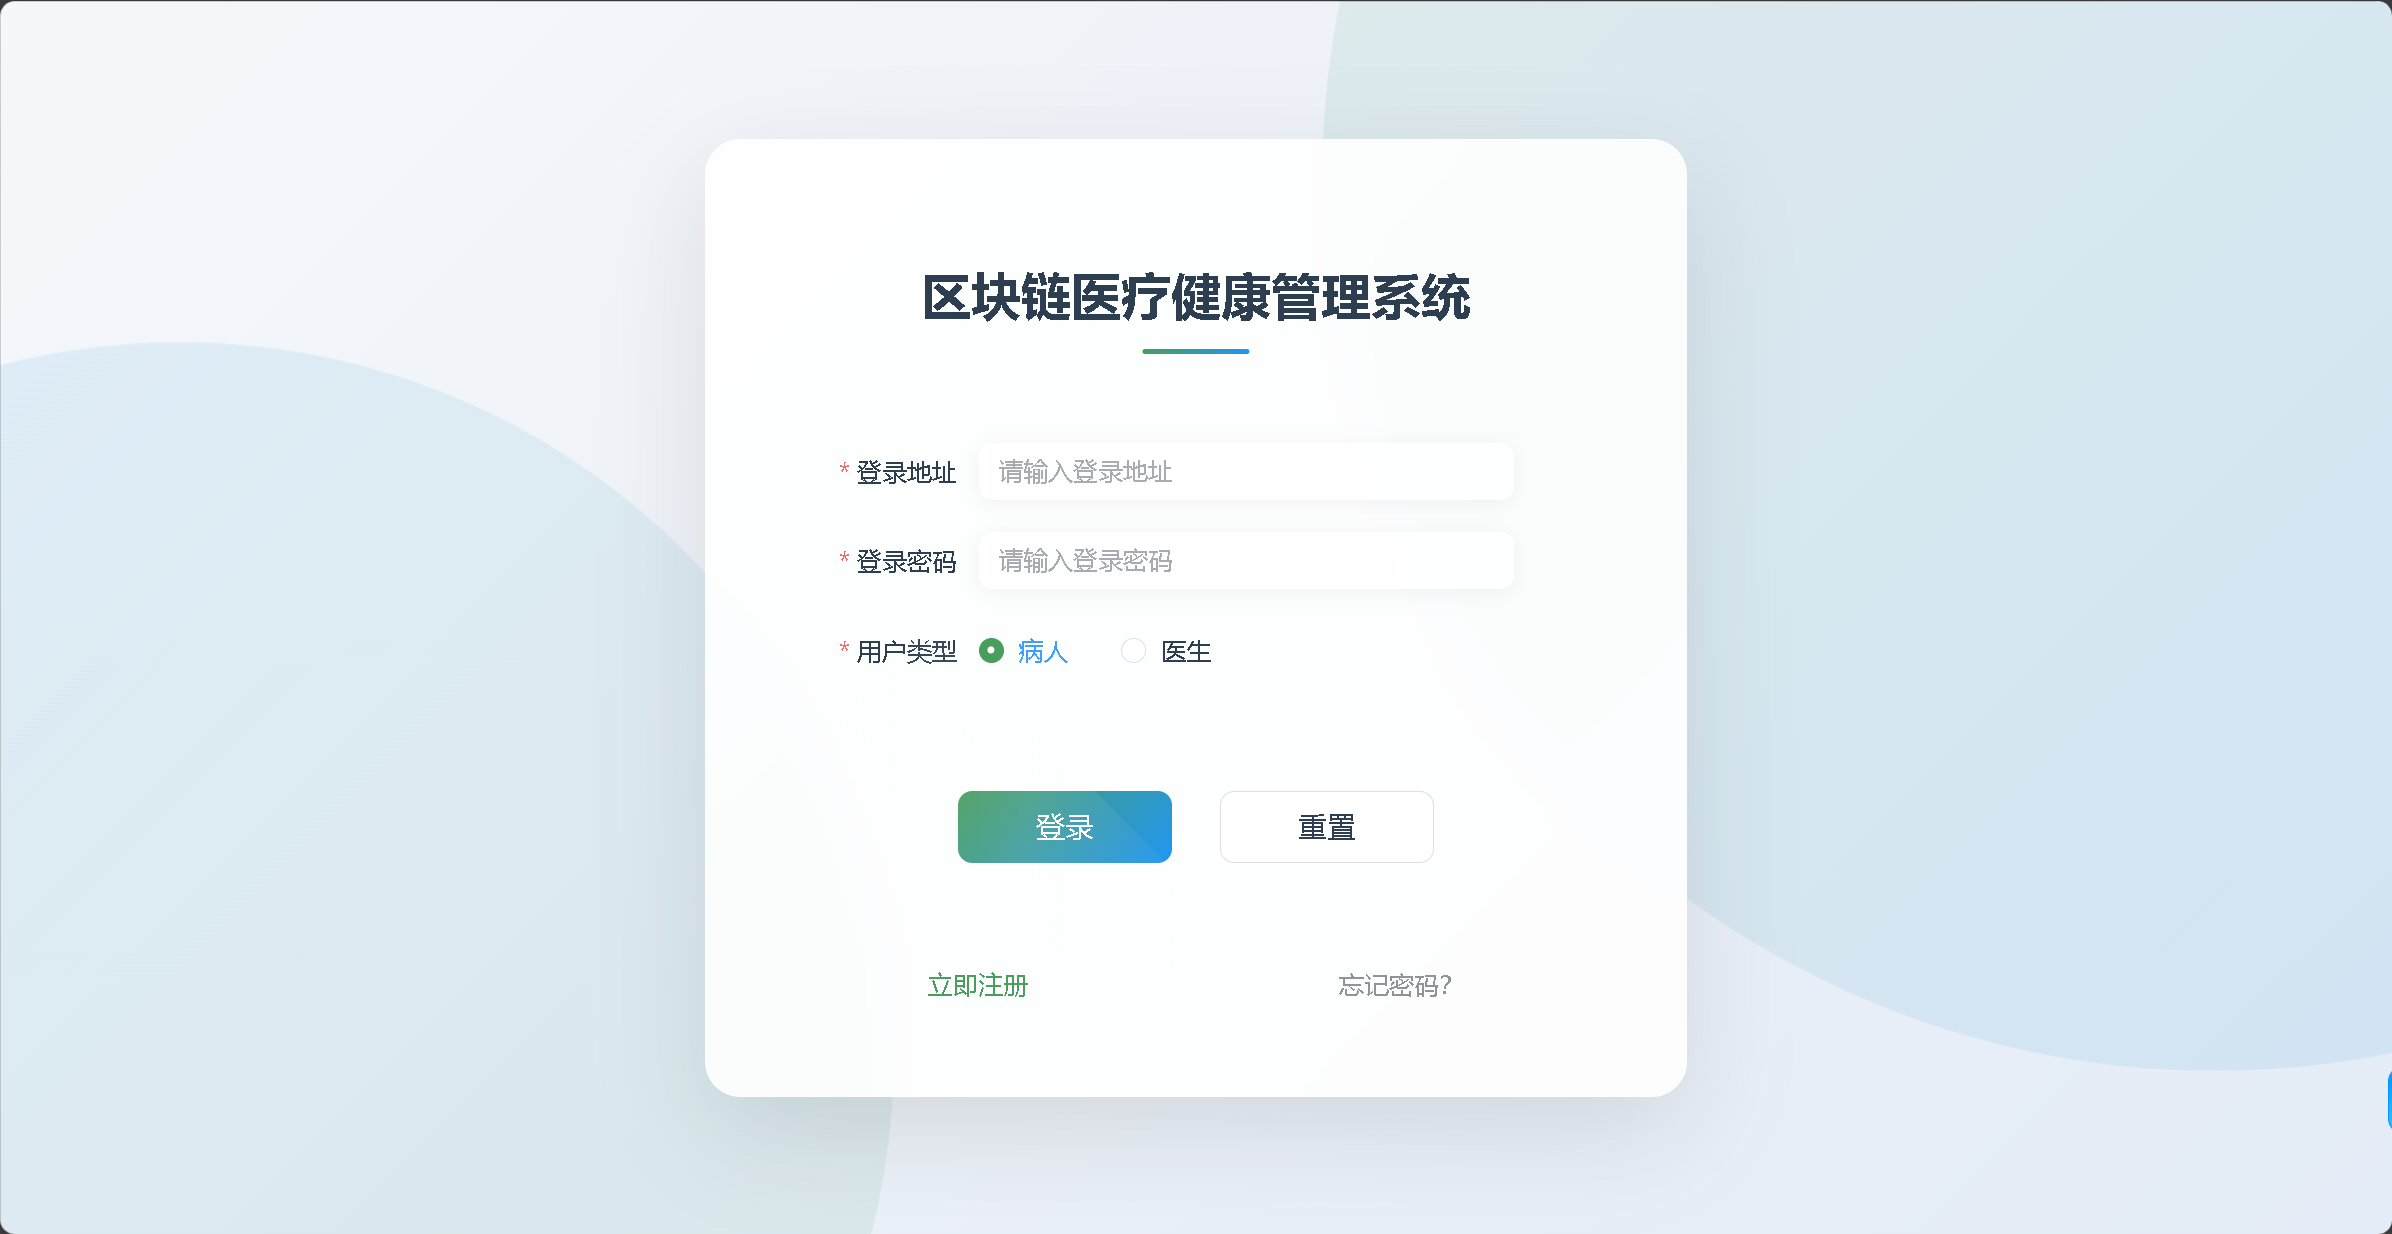 区块链医疗健康管理系统
* 登录地址 请输入登录地址
* 登录密码 请输入登录密码
* 用户类型 病人 医生
登录 重置
立即注册 忘记密码?